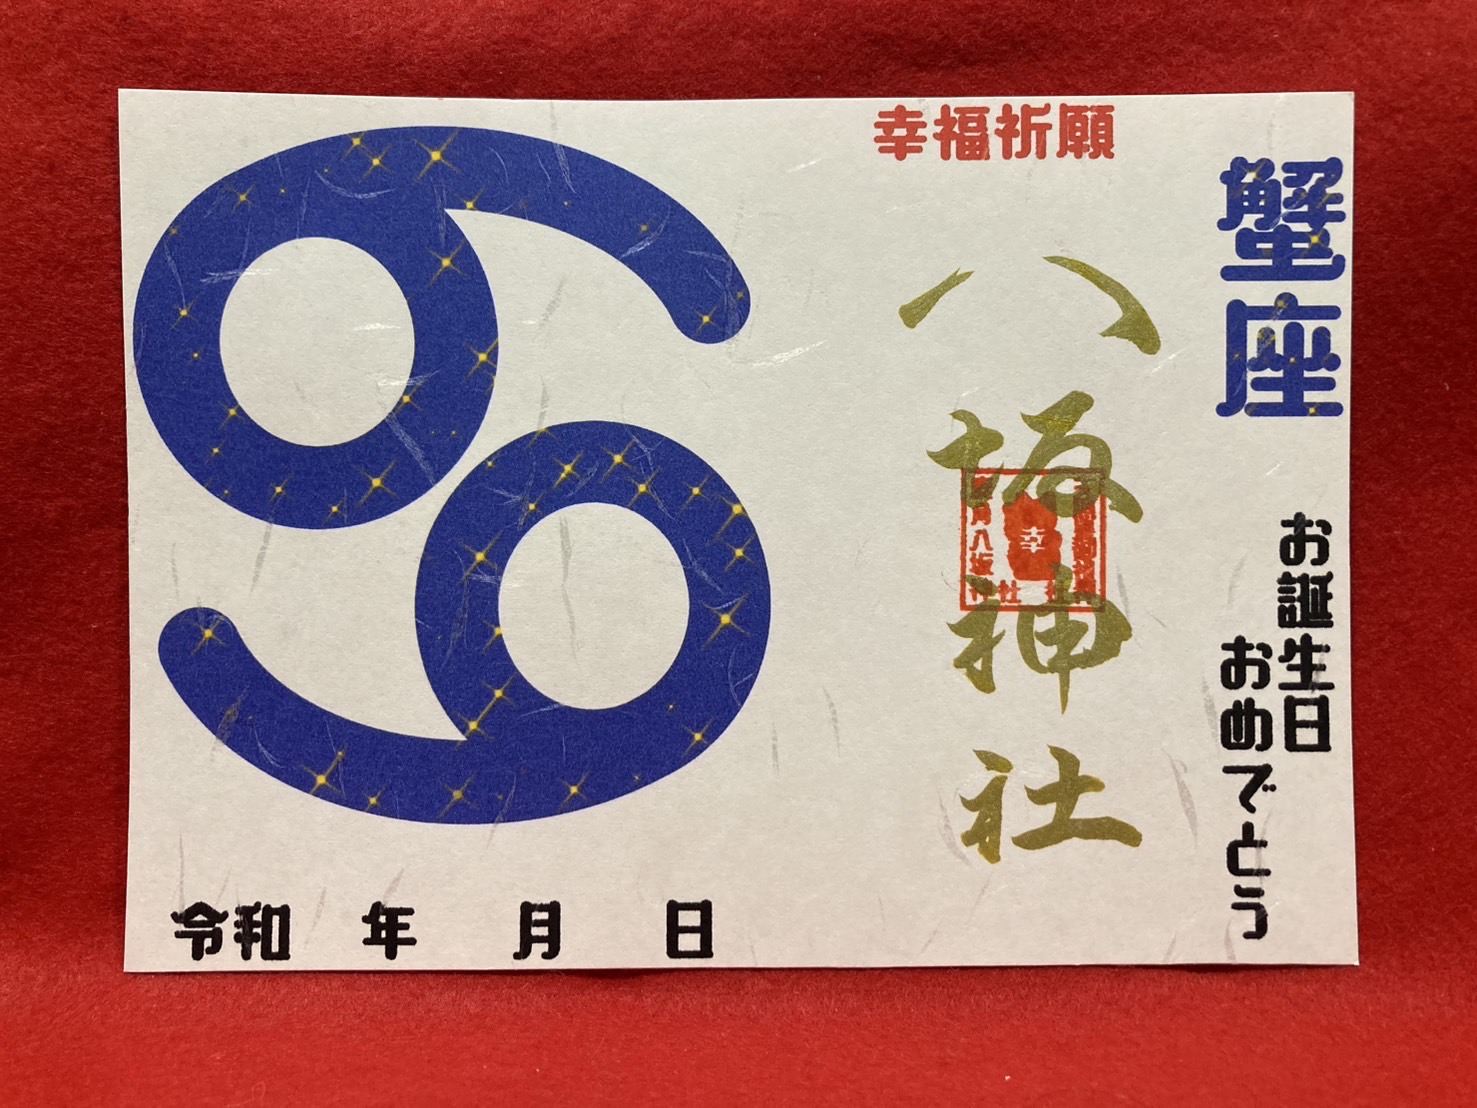 蟹座
お誕生日
おめでとう
幸福祈願
八坂神社
幸
令和 年 月 日